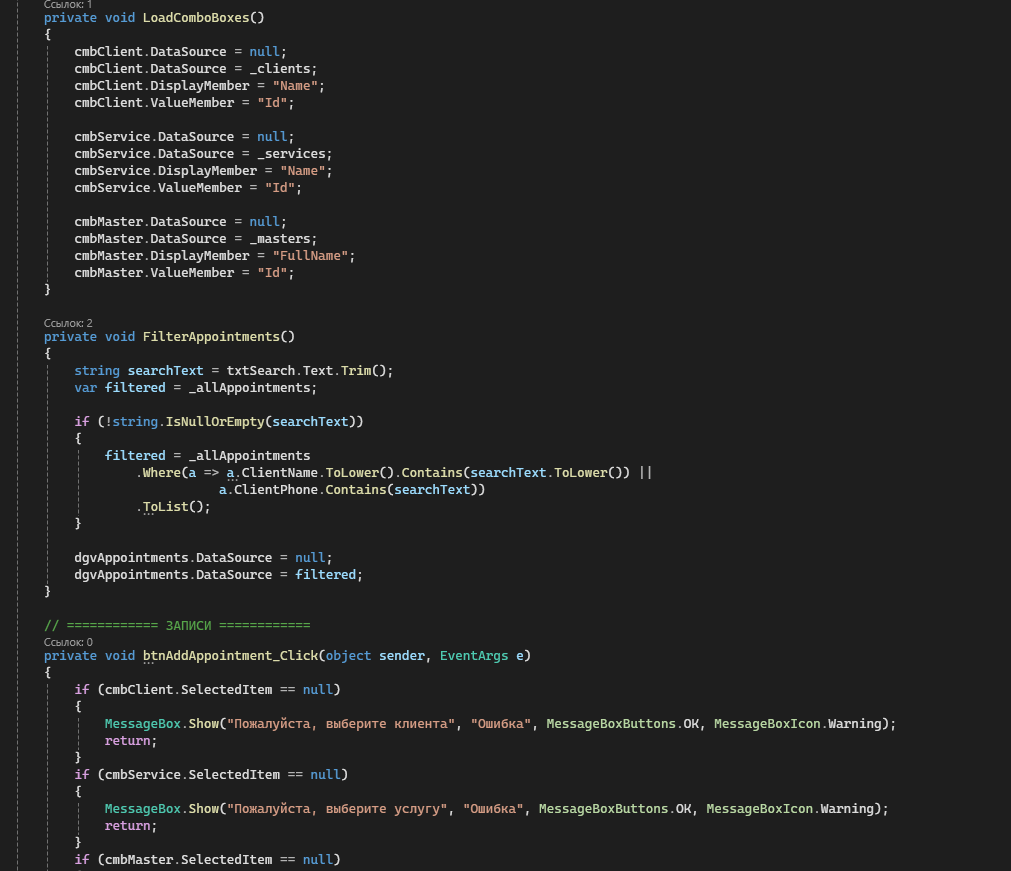 Ссылок: 1
private void LoadComboBoxes()
{
cmbClient.DataSource = null;
cmbClient.DataSource = _clients;
cmbClient.DisplayMember = "Name";
cmbClient.ValueMember = "Id";
cmbService.DataSource = null;
cmbService.DataSource = _services;
cmbService.DisplayMember = "Name";
cmbService.ValueMember = "Id";
cmbMaster.DataSource = null;
cmbMaster.DataSource = _masters;
cmbMaster.DisplayMember = "FullName";
cmbMaster.ValueMember = "Id";
}
Ссылок: 2
private void FilterAppointments()
{
string searchText = txtSearch.Text.Trim();
var filtered = _allAppointments;
if (!string.IsNullOrEmpty(searchText))
{
filtered = _allAppointments
.Where(a => a.ClientName.ToLower().Contains(searchText.ToLower()) ||
a.ClientPhone.Contains(searchText))
.ToList();
}
dgvAppointments.DataSource = null;
dgvAppointments.DataSource = filtered;
}
// ============ ЗАПИСИ ============
Ссылок: 0
private void btnAddAppointment_Click(object sender, EventArgs e)
{
if (cmbClient.SelectedItem == null)
{
MessageBox.Show("Пожалуйста, выберите клиента", "Ошибка", MessageBoxButtons.OK, MessageBoxIcon.Warning);
return;
}
if (cmbService.SelectedItem == null)
{
MessageBox.Show("Пожалуйста, выберите услугу", "Ошибка", MessageBoxButtons.OK, MessageBoxIcon.Warning);
return;
}
if (cmbMaster.SelectedItem == null)